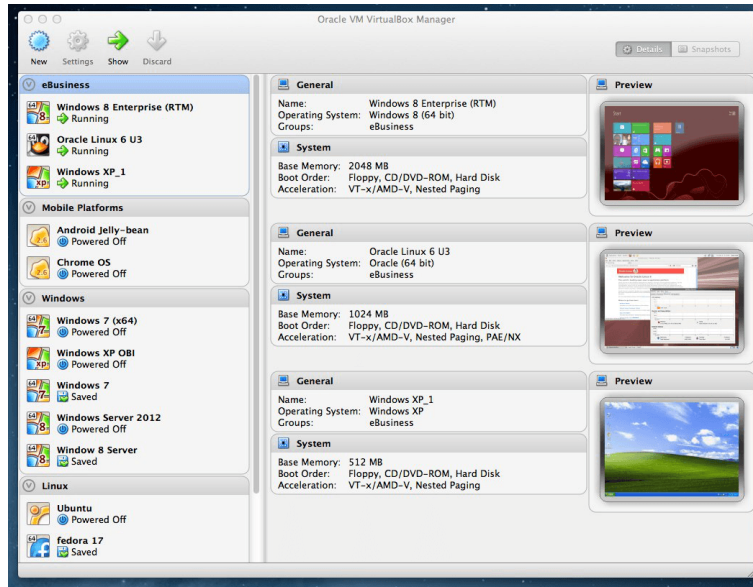 Oracle VM VirtualBox Manager
New
Settings
Show
Discard
Details
Snapshots
eBusiness
Windows 8 Enterprise (RTM)
Running
Oracle Linux 6 U3
Running
Windows XP_1
Running
Mobile Platforms
Android Jelly-bean
Powered Off
Chrome OS
Powered Off
Windows
Windows 7 (x64)
Powered Off
Windows XP OBI
Powered Off
Windows 7
Saved
Windows Server 2012
Powered Off
Window 8 Server
Saved
Linux
Ubuntu
Powered Off
fedora 17
Saved
General
Name: Windows 8 Enterprise (RTM)
Operating System: Windows 8 (64 bit)
Groups: eBusiness
System
Base Memory: 2048 MB
Boot Order: Floppy, CD/DVD-ROM, Hard Disk
Acceleration: VT-x/AMD-V, Nested Paging
Preview
General
Name: Oracle Linux 6 U3
Operating System: Oracle (64 bit)
Groups: eBusiness
System
Base Memory: 1024 MB
Boot Order: Floppy, CD/DVD-ROM, Hard Disk
Acceleration: VT-x/AMD-V, Nested Paging, PAE/NX
Preview
General
Name: Windows XP_1
Operating System: Windows XP
Groups: eBusiness
System
Base Memory: 512 MB
Boot Order: Floppy, CD/DVD-ROM, Hard Disk
Acceleration: VT-x/AMD-V, Nested Paging
Preview